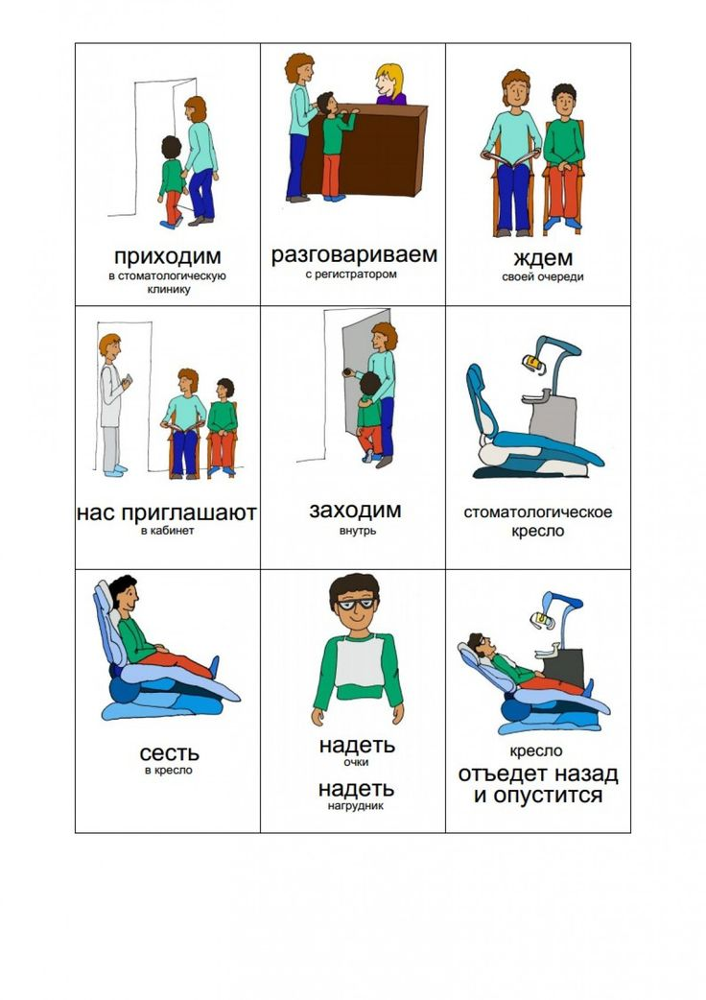 приходим
в стоматологическую
клинику
разговариваем
с регистратором
ждем
своей очереди
нас приглашают
в кабинет
заходим
внутрь
стоматологическое
кресло
сесть
в кресло
надеть
очки
надеть
нагрудник
кресло
отъедет назад
и опустится